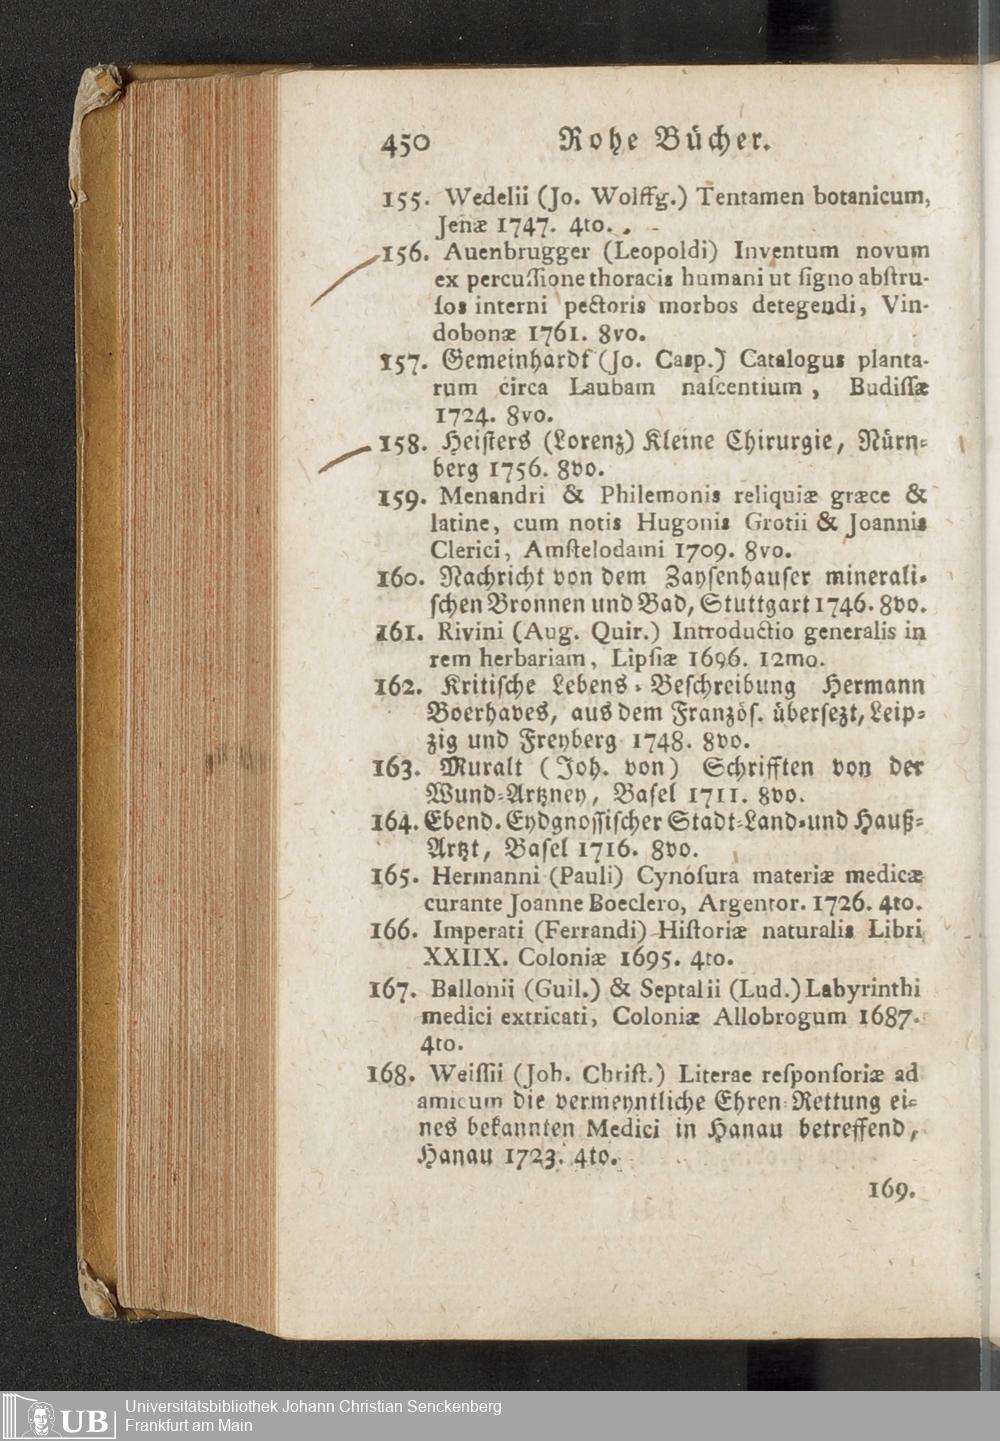 450 Rohe Bücher.
155. Wedelii (Jo. Wolffg.) Tentamen botanicum,
Jenæ 1747. 4to.
156. Auenbrugger (Leopoldi) Inventum novum
ex percuſſione thoracis humani ut ſigno abſtru-
ſos interni pectoris morbos detegendi, Vin-
dobonæ 1761. 8vo.
157. Gemeinhardt (Jo. Casp.) Catalogus planta-
rum circa Laubam naſcentium, Budiſſæ
1724. 8vo.
158. Heiſters (Lorenz) Kleine Chirurgie, Nürn-
berg 1756. 8vo.
159. Menandri & Philemonis reliquiæ græce &
latine, cum notis Hugonis Grotii & Joannis
Clerici, Amſtelodami 1709. 8vo.
160. Nachricht von dem Zayſenhauſer minerali-
ſchen Bronnen und Bad, Stuttgart 1746. 8vo.
161. Rivini (Aug. Quir.) Introductio generalis in
rem herbariam, Lipſiæ 1696. 12mo.
162. Kritiſche Lebens-Beſchreibung Hermann
Boerhaves, aus dem Franzöſ. überſezt, Leip-
zig und Freyberg 1748. 8vo.
163. Muralt (Joh. von) Schrifften von der
Wund-Artzney, Baſel 1711. 8vo.
164. Ebend. Eydgnoſſiſcher Stadt-Land-und Hauß-
Artzt, Baſel 1716. 8vo.
165. Hermanni (Pauli) Cynoſura materiæ medicæ
curante Joanne Boeclero, Argentor. 1726. 4to.
166. Imperati (Ferrandi) Hiſtoriæ naturalis Libri
XXIIX. Coloniæ 1695. 4to.
167. Ballonii (Guil.) & Septalii (Lud.) Labyrinthi
medici extricati, Coloniæ Allobrogum 1687.
4to.
168. Weiſſii (Joh. Chriſt.) Literae reſponſoriæ ad
amicum die vermeyntliche Ehren-Rettung ei-
nes bekannten Medici in Hanau betreffend,
Hanau 1723. 4to.
169.
UB
Universitätsbibliothek Johann Christian Senckenberg
Frankfurt am Main